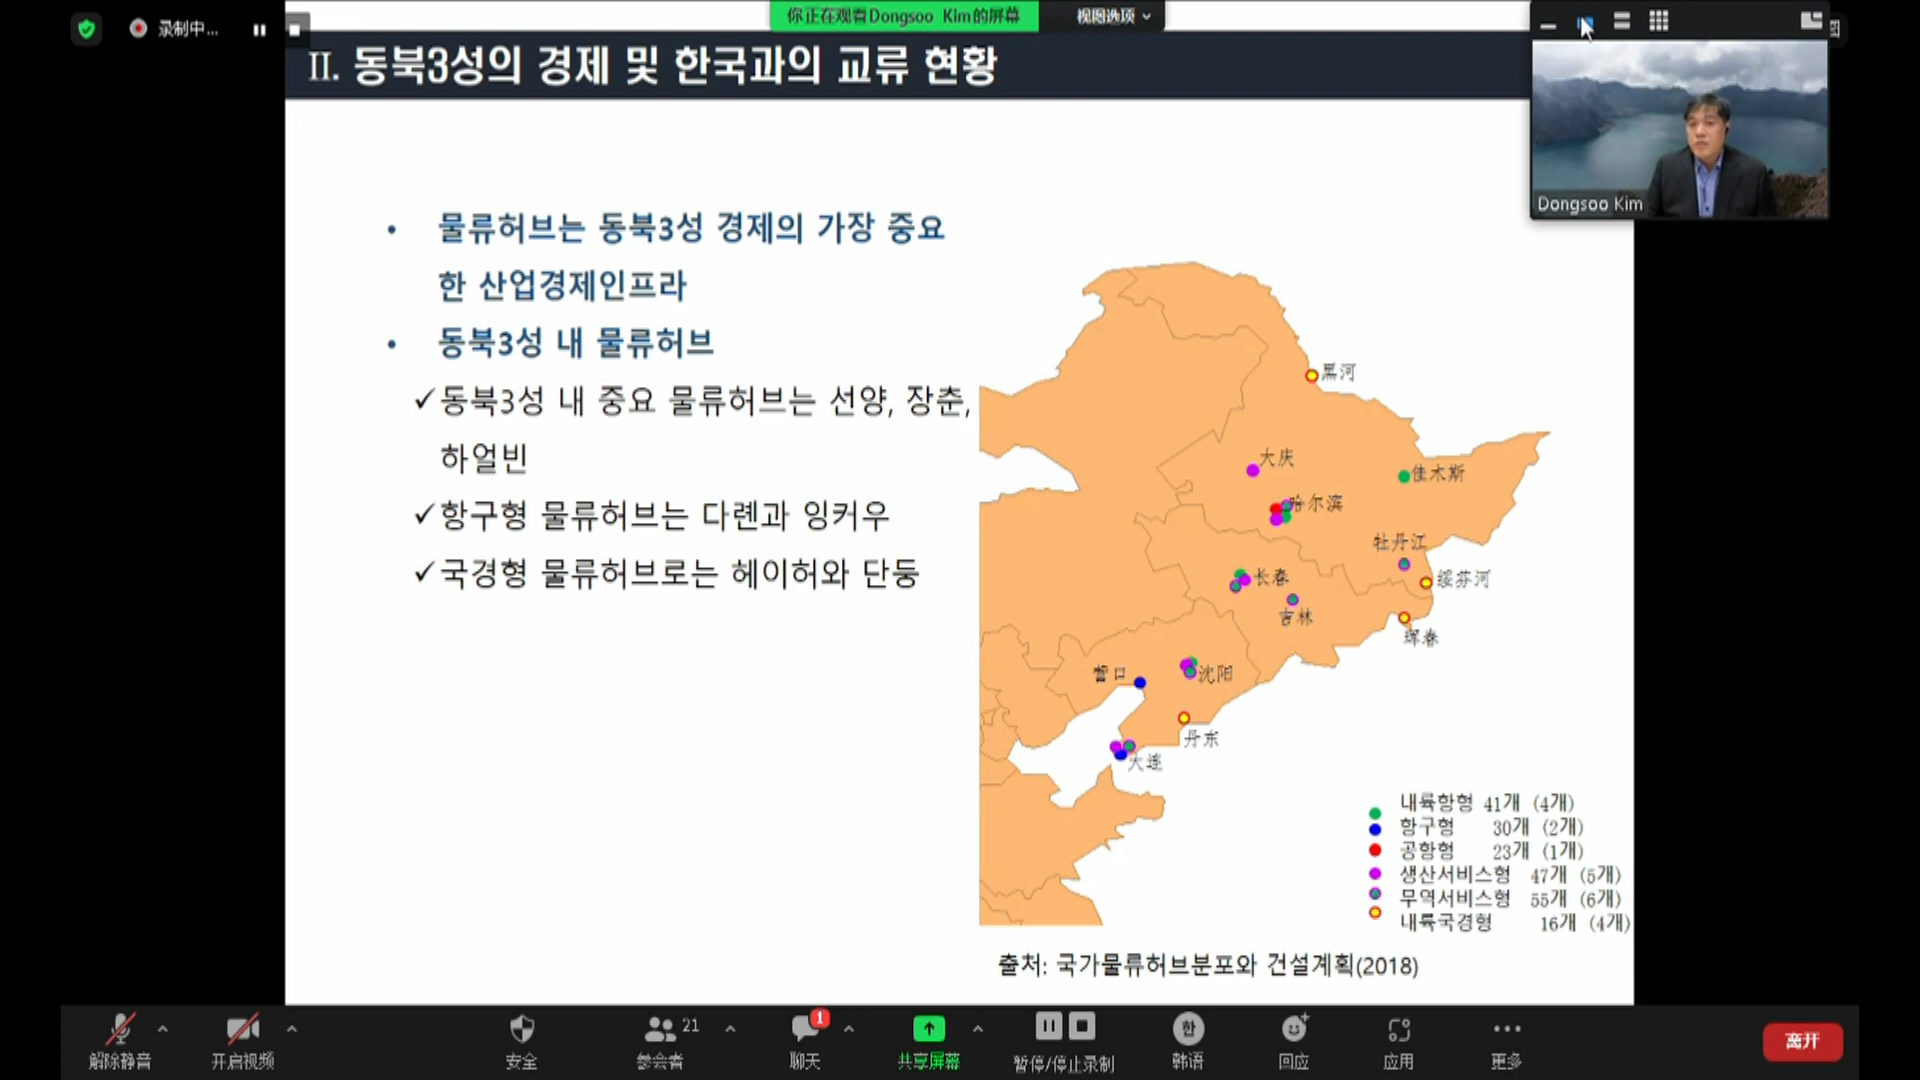 录制中...
你正在观看Dongsoo Kim的屏幕
视图选项
II. 동북3성의 경제 및 한국과의 교류 현황
Dongsoo Kim
• 물류허브는 동북3성 경제의 가장 중요
한 산업경제인프라
• 동북3성 내 물류허브
✓동북3성 내 중요 물류허브는 선양, 장춘,
하얼빈
✓항구형 물류허브는 다롄과 잉커우
✓국경형 물류허브로는 헤이허와 단둥
黑河
大庆
佳木斯
哈尔滨
牡丹江
绥芬河
长春
吉林
珲春
营口
沈阳
丹东
大连
내륙항형 41개 (4개)
항구형 30개 (2개)
공항형 23개 (1개)
생산서비스형 47개 (5개)
무역서비스형 55개 (6개)
내륙국경형 16개 (4개)
출처: 국가물류허브분포와 건설계획(2018)
解除静音
开启视频
安全
21
参会者
1
聊天
共享屏幕
暂停/停止录制
한
韩语
回应
应用
更多
离开